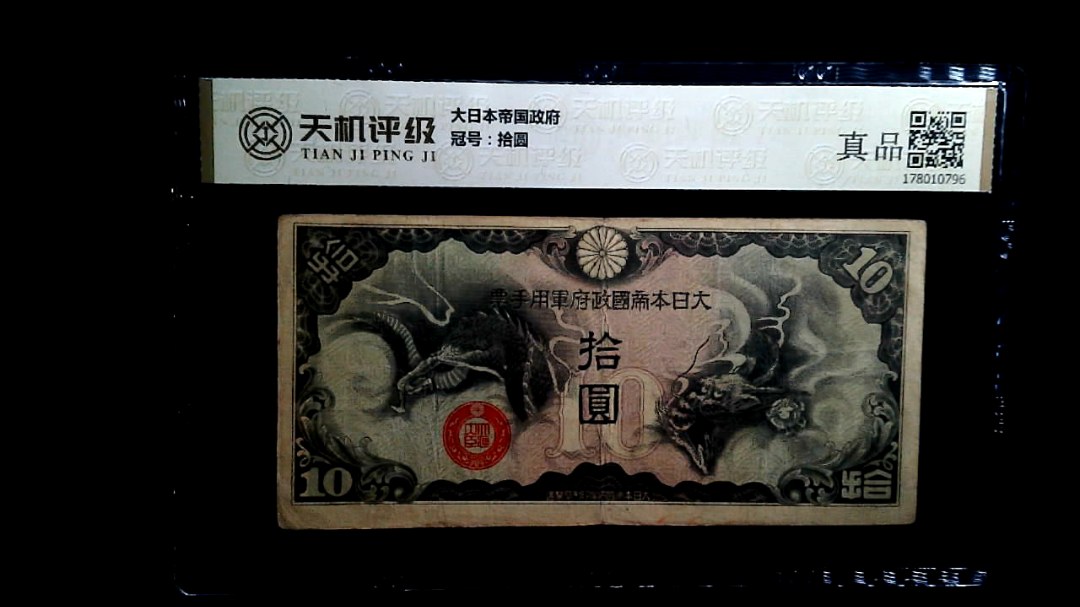 天机评级
TIAN JI PING JI
大日本帝国政府
冠号：拾圆
真品
178010796
拾
10
大日本帝國政府軍用手票
拾
圓
10
10
拾